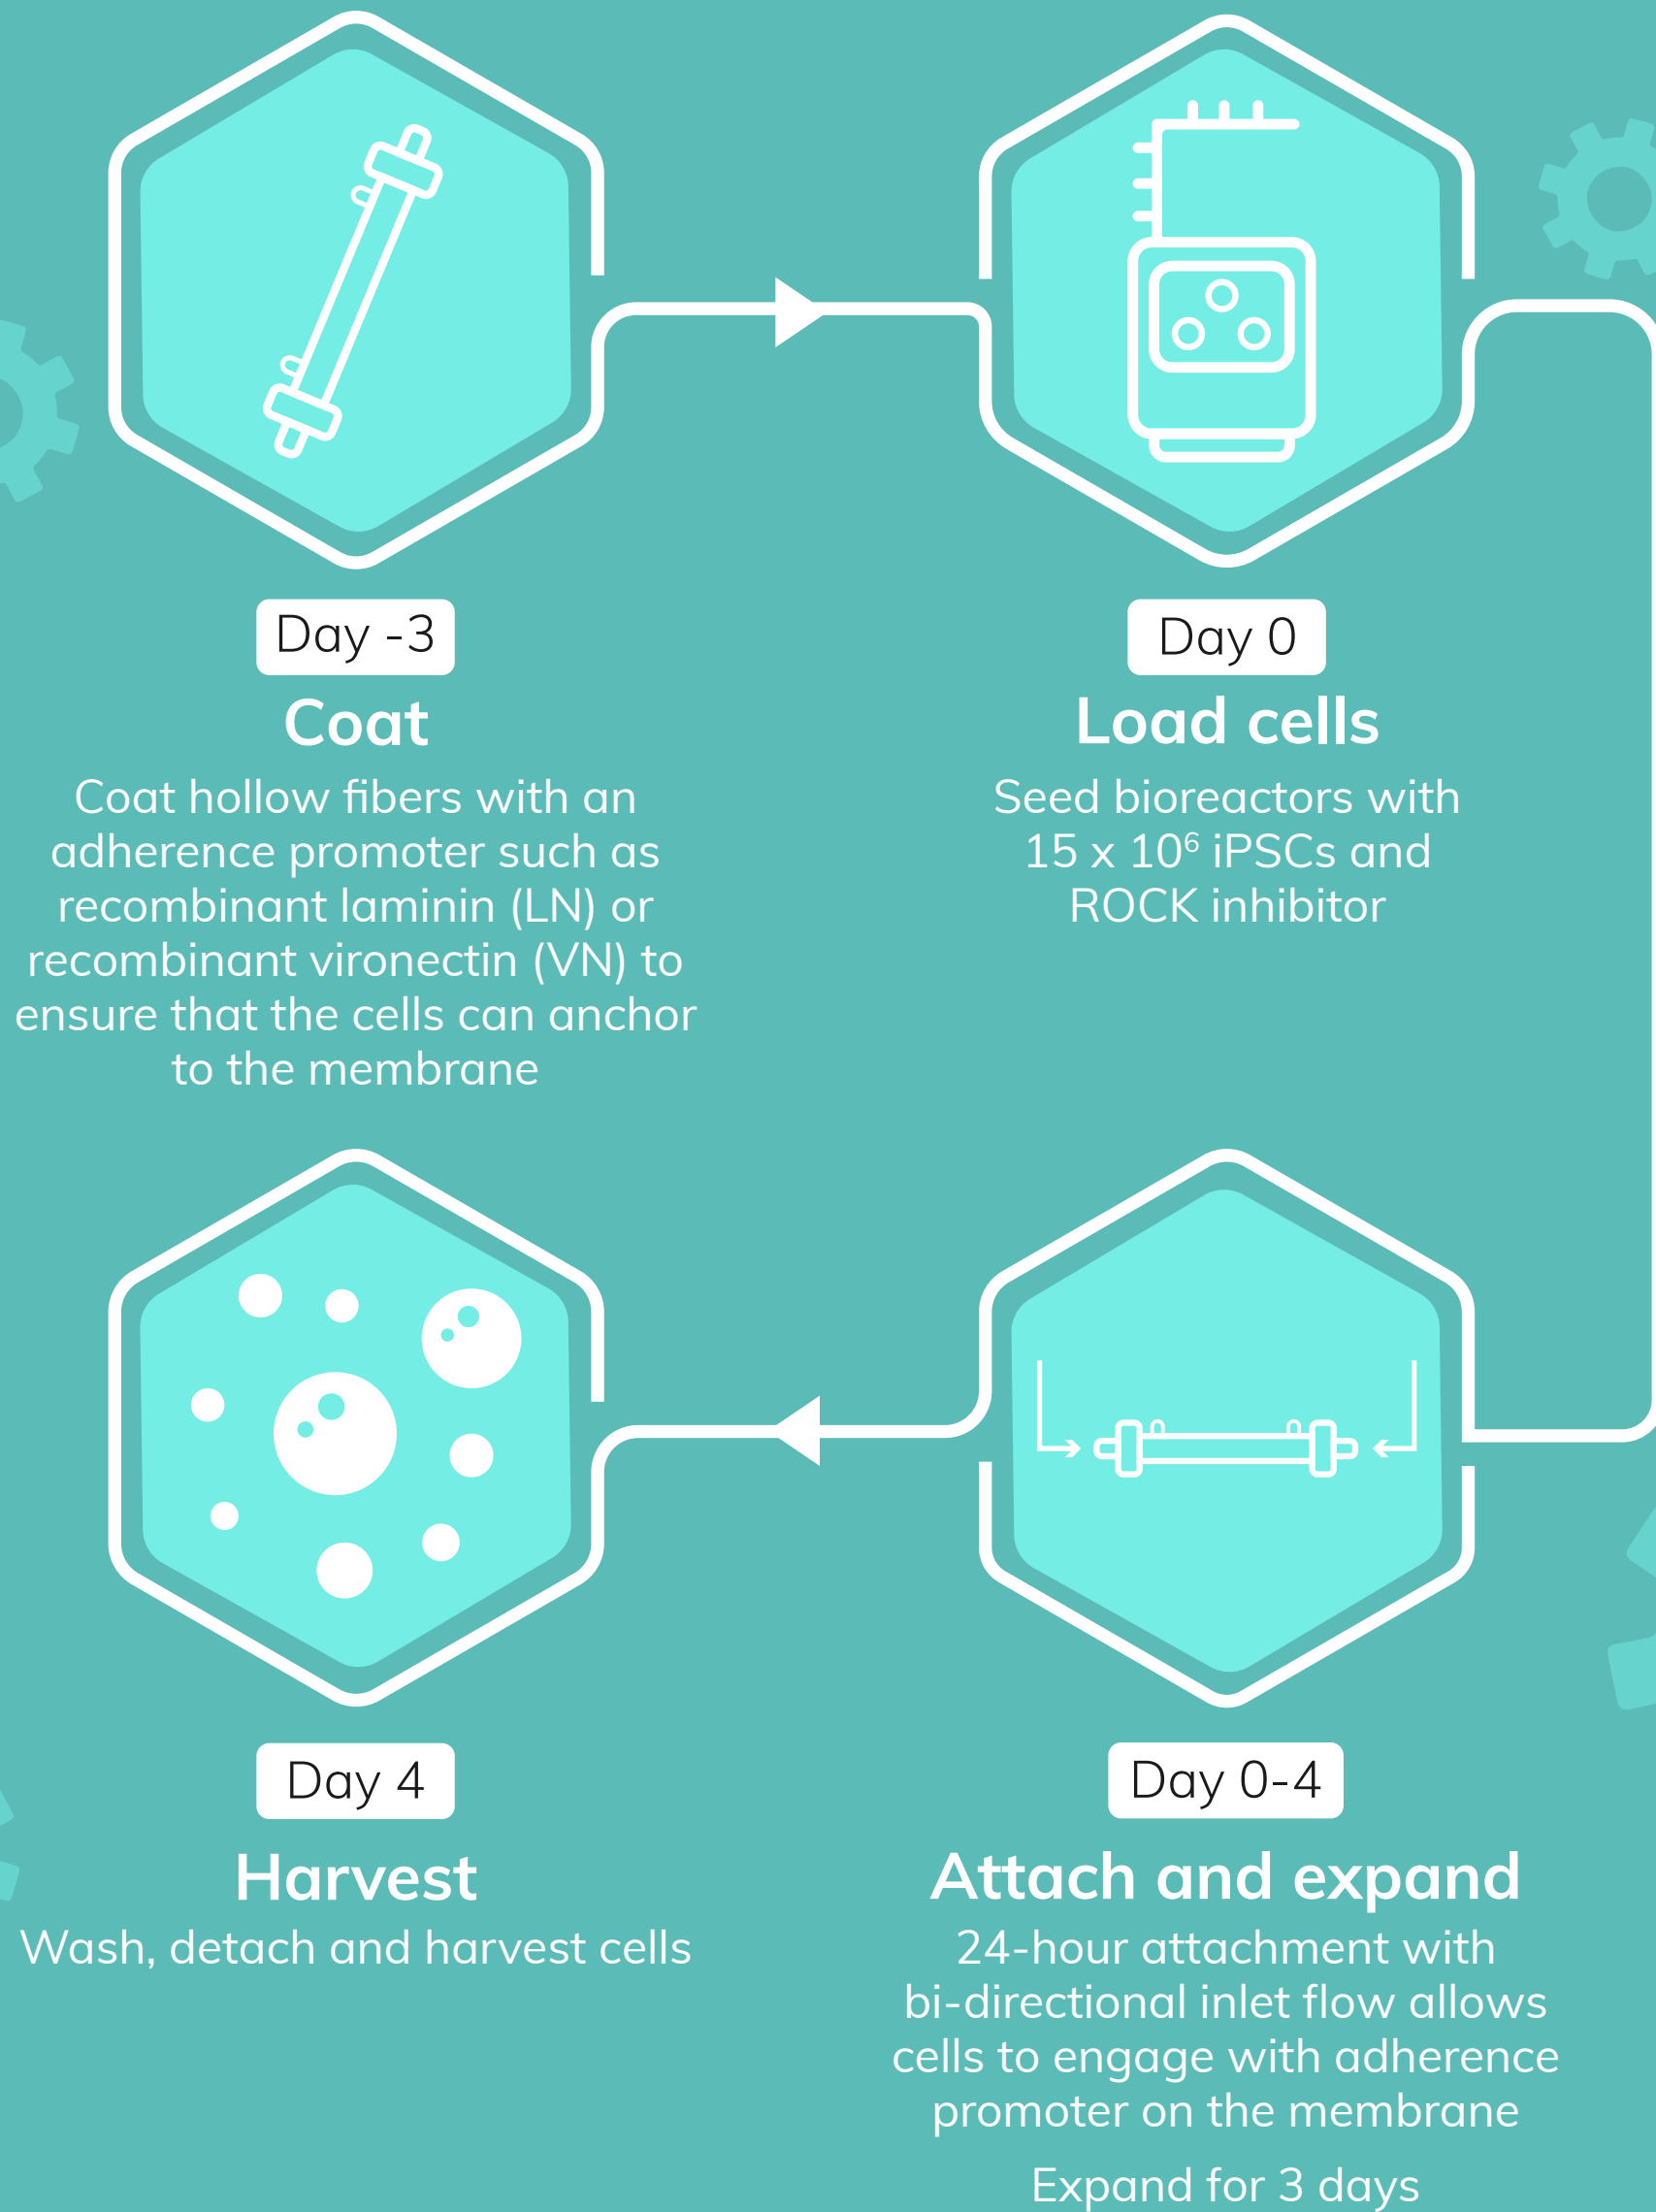 Day -3
Coat
Coat hollow fibers with an
adherence promoter such as
recombinant laminin (LN) or
recombinant vironectin (VN) to
ensure that the cells can anchor
to the membrane
Day 0
Load cells
Seed bioreactors with
15 x 10⁶ iPSCs and
ROCK inhibitor
Day 0-4
Attach and expand
24-hour attachment with
bi-directional inlet flow allows
cells to engage with adherence
promoter on the membrane
Expand for 3 days
Day 4
Harvest
Wash, detach and harvest cells